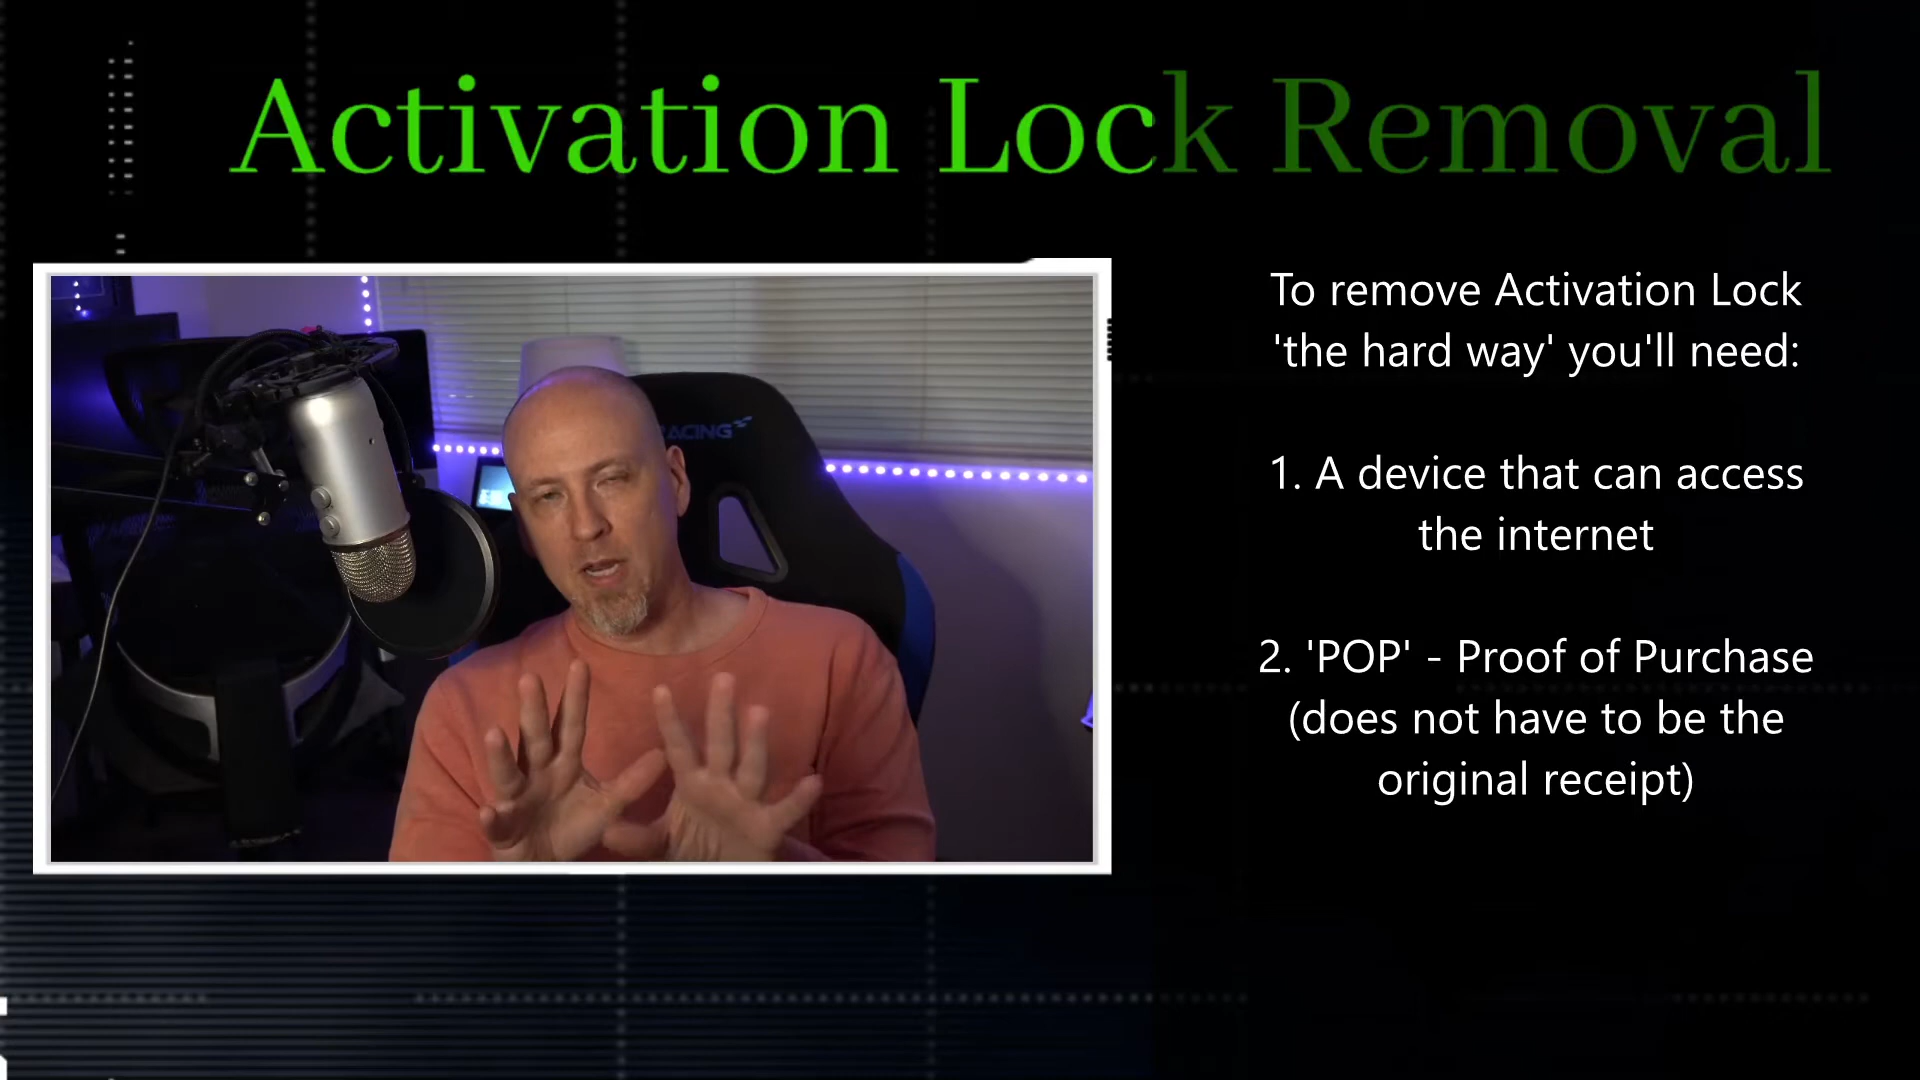 Activation Lock Removal
ACING
To remove Activation Lock
'the hard way' you'll need:
1. A device that can access
the internet
2. 'POP' - Proof of Purchase
(does not have to be the
original receipt)